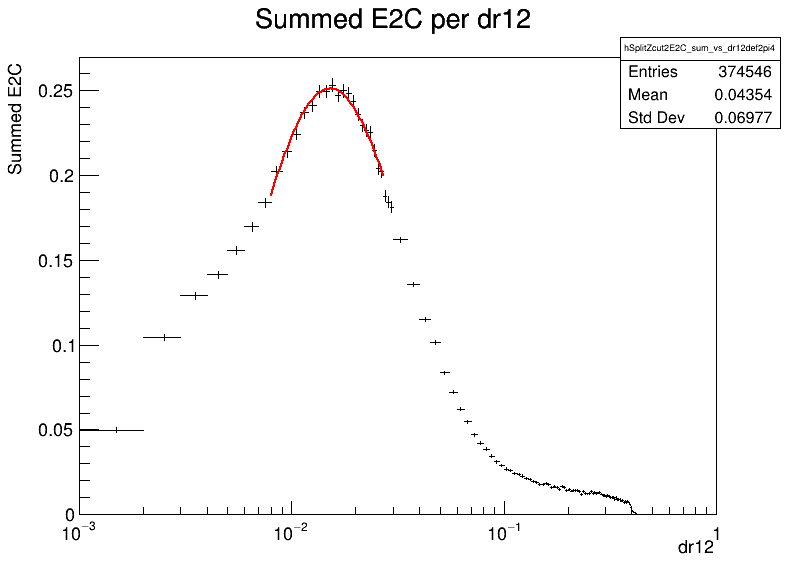 Summed E2C per dr12
hSplitZcut2E2C_sum_vs_dr12def2pi4
Entries 374546
Mean 0.04354
Std Dev 0.06977
Summed E2C
0.25
0.2
0.15
0.1
0.05
0
10⁻³ 10⁻² 10⁻¹ 1
dr12